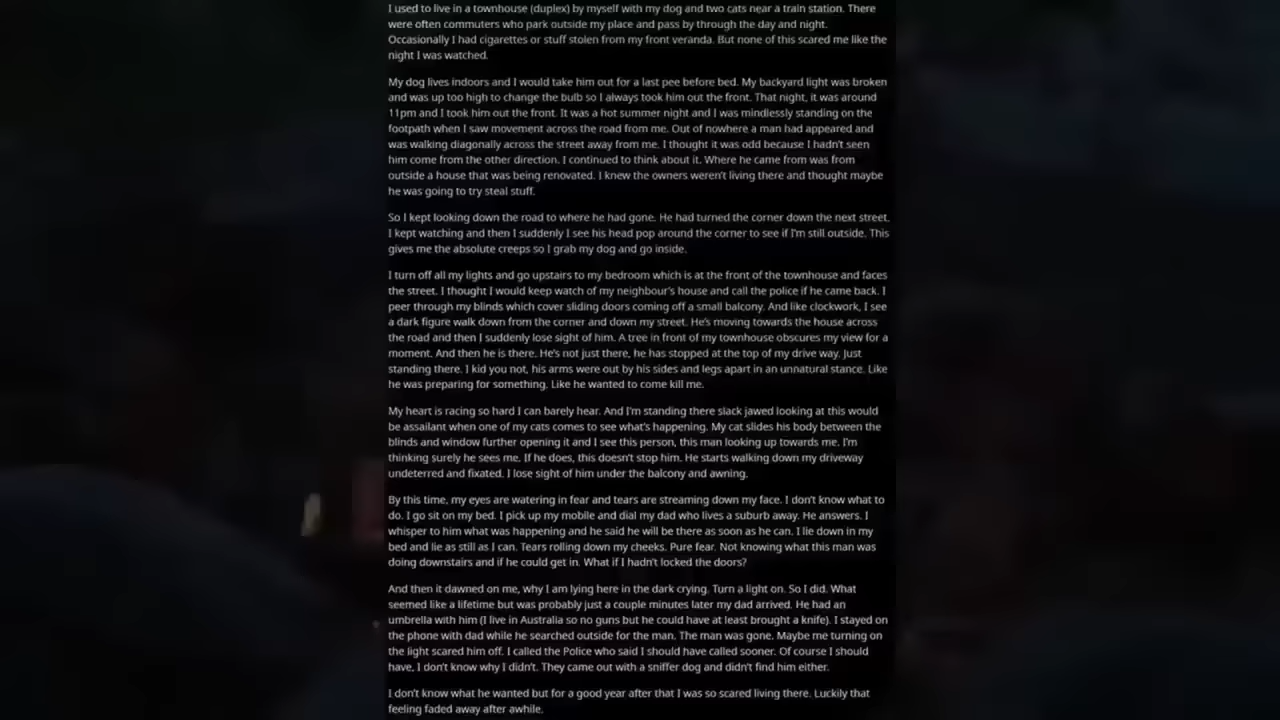 I used to live in a townhouse (duplex) by myself with my dog and two cats near a train station. There
were often commuters who park outside my place and pass by through the day and night.
Occasionally I had cigarettes or stuff stolen from my front veranda. But none of this scared me like the
night I was watched.
My dog lives indoors and I would take him out for a last pee before bed. My backyard light was broken
and was up too high to change the bulb so I always took him out the front. That night, it was around
11pm and I took him out the front. It was a hot summer night and I was mindlessly standing on the
footpath when I saw movement across the road from me. Out of nowhere a man had appeared and
was walking diagonally across the street away from me. I thought it was odd because I hadn't seen
him come from the other direction. I continued to think about it. Where he came from was from
outside a house that was being renovated. I knew the owners weren't living there and thought maybe
he was going to try steal stuff.
So I kept looking down the road to where he had gone. He had turned the corner down the next street.
I kept watching and then I suddenly I see his head pop around the corner to see if I'm still outside. This
gives me the absolute creeps so I grab my dog and go inside.
I turn off all my lights and go upstairs to my bedroom which is at the front of the townhouse and faces
the street. I thought I would keep watch of my neighbour's house and call the police if he came back. I
peer through my blinds which cover sliding doors coming off a small balcony. And like clockwork, I see
a dark figure walk down from the corner and down my street. He's moving towards the house across
the road and then I suddenly lose sight of him. A tree in front of my townhouse obscures my view for a
moment. And then he is there. He's not just there, he has stopped at the top of my drive way. Just
standing there. I kid you not, his arms were out by his sides and legs apart in an unnatural stance. Like
he was preparing for something. Like he wanted to come kill me.
My heart is racing so hard I can barely hear. And I'm standing there slack jawed looking at this would
be assailant when one of my cats comes to see what's happening. My cat slides his body between the
blinds and window further opening it and I see this person, this man looking up towards me. I'm
thinking surely he sees me. If he does, this doesn't stop him. He starts walking down my driveway
undeterred and fixated. I lose sight of him under the balcony and awning.
By this time, my eyes are watering in fear and tears are streaming down my face. I don't know what to
do. I go sit on my bed. I pick up my mobile and dial my dad who lives a suburb away. He answers. I
whisper to him what was happening and he said he will be there as soon as he can. I lie down in my
bed and lie as still as I can. Tears rolling down my cheeks. Pure fear. Not knowing what this man was
doing downstairs and if he could get in. What if I hadn't locked the doors?
And then it dawned on me, why I am lying here in the dark crying. Turn a light on. So I did. What
seemed like a lifetime but was probably just a couple minutes later my dad arrived. He had an
umbrella with him (I live in Australia so no guns but he could have at least brought a knife). I stayed on
the phone with dad while he searched outside for the man. The man was gone. Maybe me turning on
the light scared him off. I called the Police who said I should have called sooner. Of course I should
have, I don't know why I didn't. They came out with a sniffer dog and didn't find him either.
I don't know what he wanted but for a good year after that I was so scared living there. Luckily that
feeling faded away after awhile.